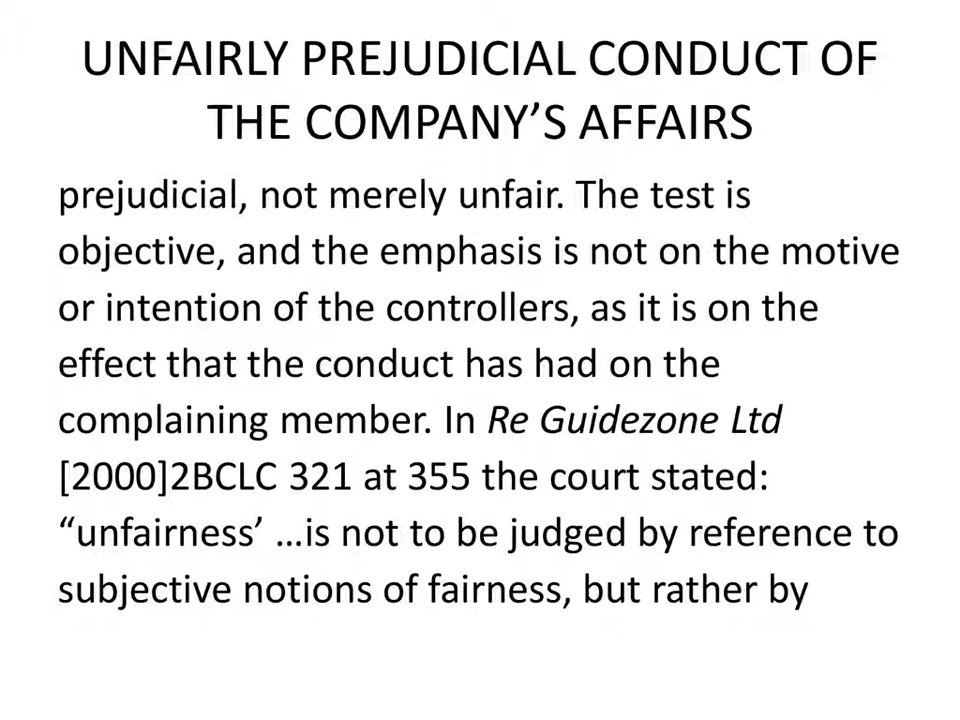 UNFAIRLY PREJUDICIAL CONDUCT OF
THE COMPANY’S AFFAIRS
prejudicial, not merely unfair. The test is
objective, and the emphasis is not on the motive
or intention of the controllers, as it is on the
effect that the conduct has had on the
complaining member. In Re Guidezone Ltd
[2000]2BCLC 321 at 355 the court stated:
“unfairness’ …is not to be judged by reference to
subjective notions of fairness, but rather by